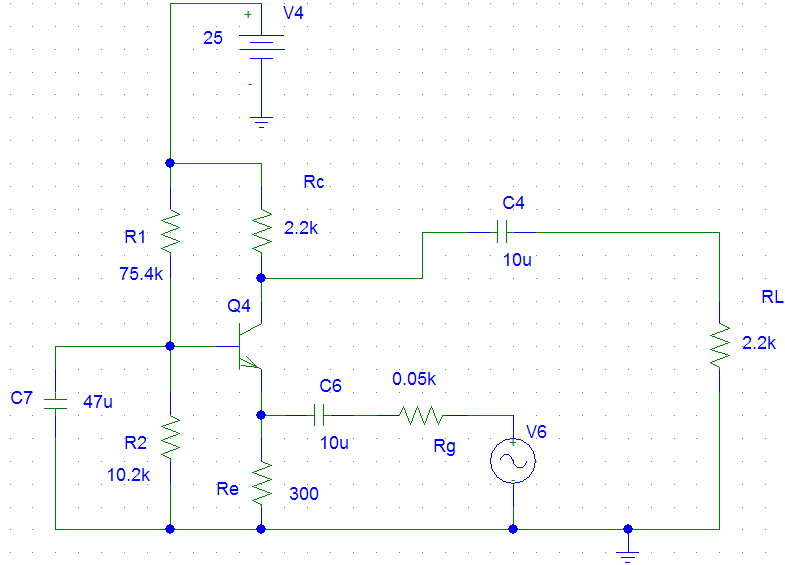 V4
+
25
-
Rc
2.2k
C4
10u
R1
75.4k
Q4
RL
2.2k
C7
47u
0.05k
C6
10u
Rg
V6
+
-
R2
10.2k
Re
300